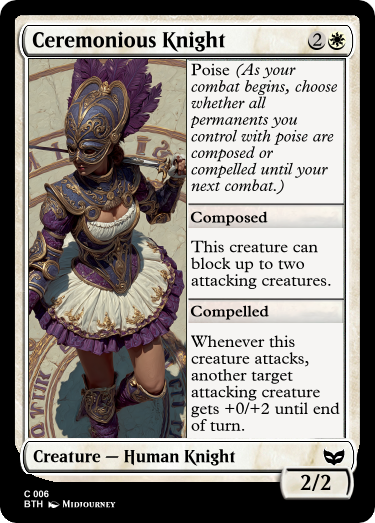 Ceremonious Knight 2
Poise (As your
combat begins, choose
whether all
permanents you
control with poise are
composed or
compelled until your
next combat.)
Composed
This creature can
block up to two
attacking creatures.
Compelled
Whenever this
creature attacks,
another target
attacking creature
gets +0/+2 until end
of turn.
Creature — Human Knight
2/2
C 006
BTH Midjourney